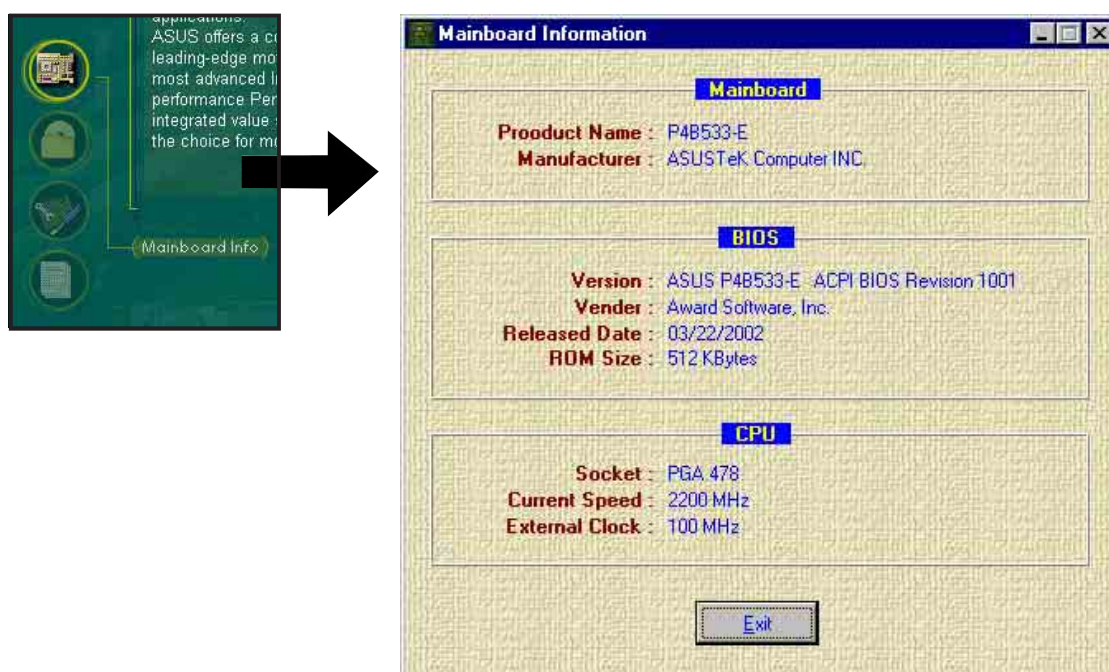 applications.
ASUS offers a
leading-edge
most advanced
performance
integrated value
the choice for
Mainboard Info
Mainboard Information
Mainboard
Prooduct Name : P4B533-E
Manufacturer : ASUSTeK Computer INC.
BIOS
Version : ASUS P4B533-E ACPI BIOS Revision 1001
Vender : Award Software, Inc.
Released Date : 03/22/2002
ROM Size : 512 KBytes
CPU
Socket : PGA 478
Current Speed : 2200 MHz
External Clock : 100 MHz
Exit